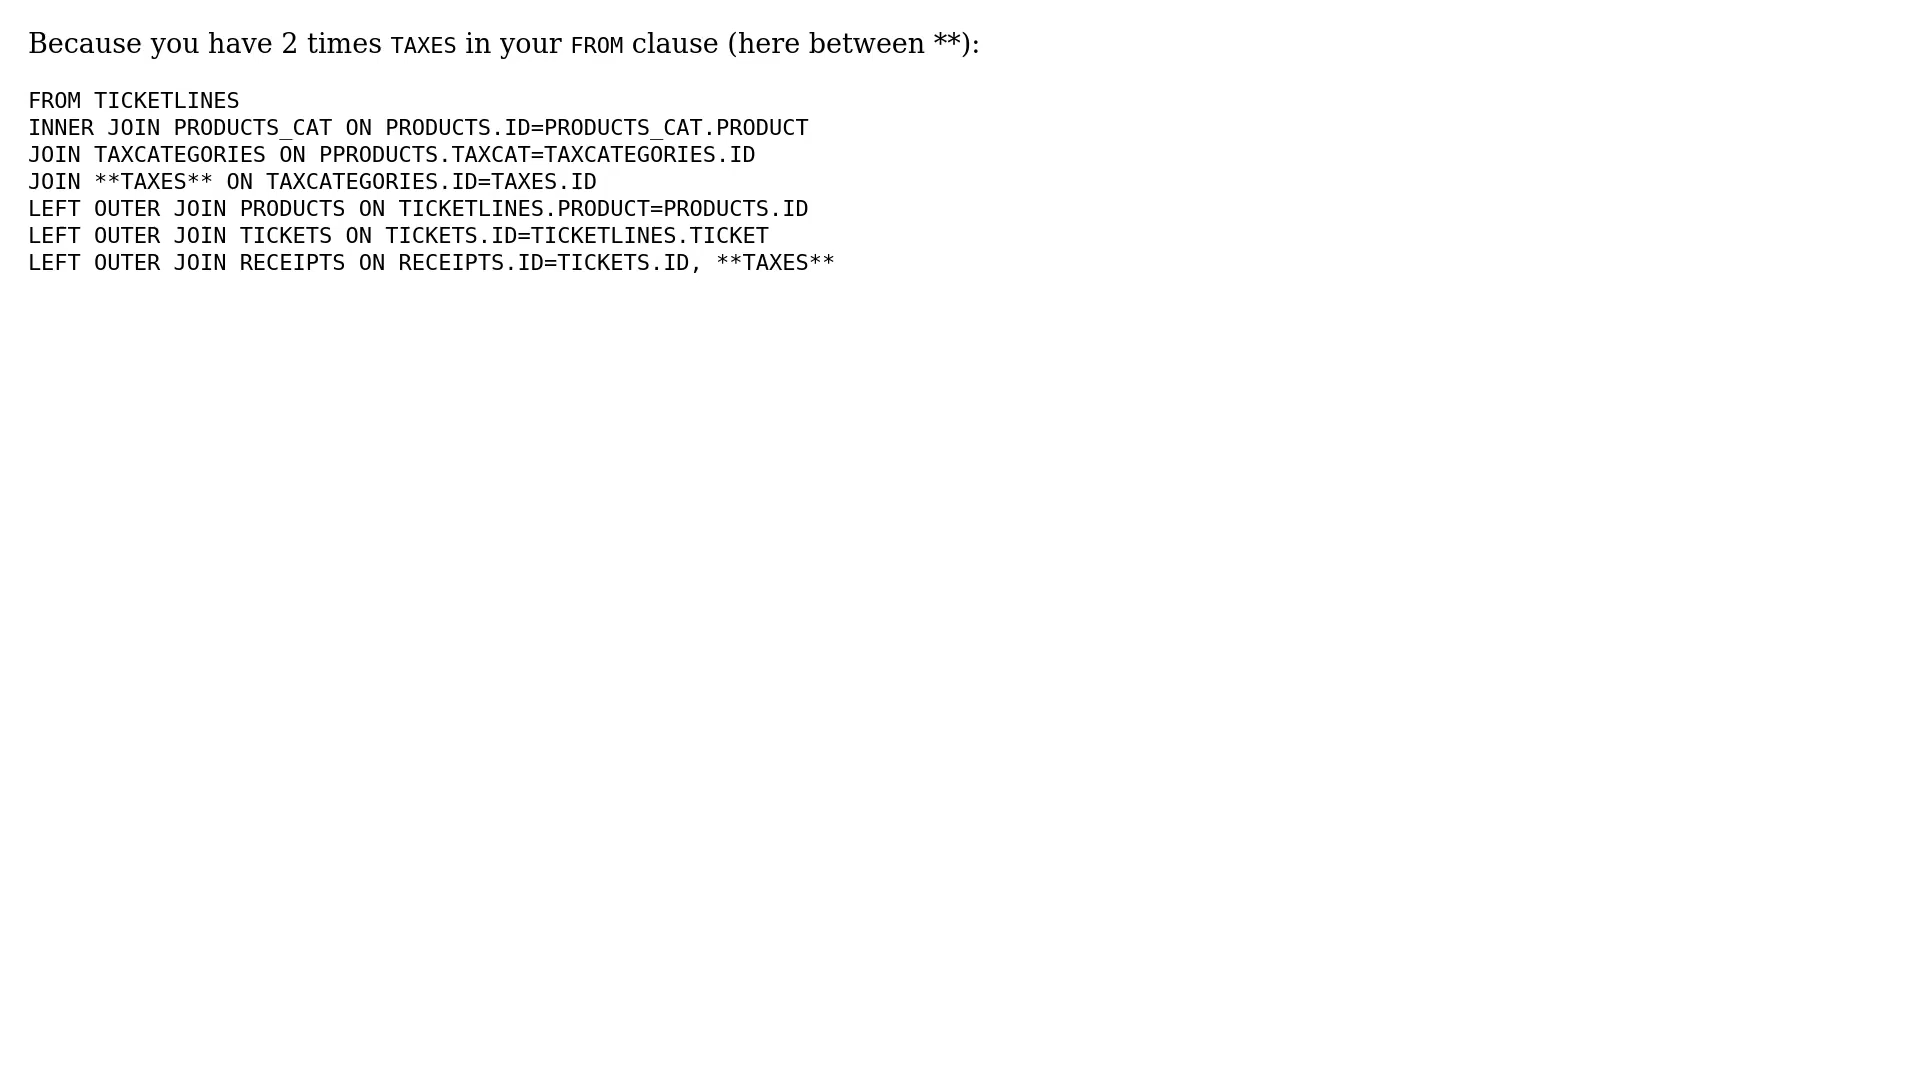 Because you have 2 times TAXES in your FROM clause (here between **):
FROM TICKETLINES
INNER JOIN PRODUCTS_CAT ON PRODUCTS.ID=PRODUCTS_CAT.PRODUCT
JOIN TAXCATEGORIES ON PPRODUCTS.TAXCAT=TAXCATEGORIES.ID
JOIN **TAXES** ON TAXCATEGORIES.ID=TAXES.ID
LEFT OUTER JOIN PRODUCTS ON TICKETLINES.PRODUCT=PRODUCTS.ID
LEFT OUTER JOIN TICKETS ON TICKETS.ID=TICKETLINES.TICKET
LEFT OUTER JOIN RECEIPTS ON RECEIPTS.ID=TICKETS.ID, **TAXES**